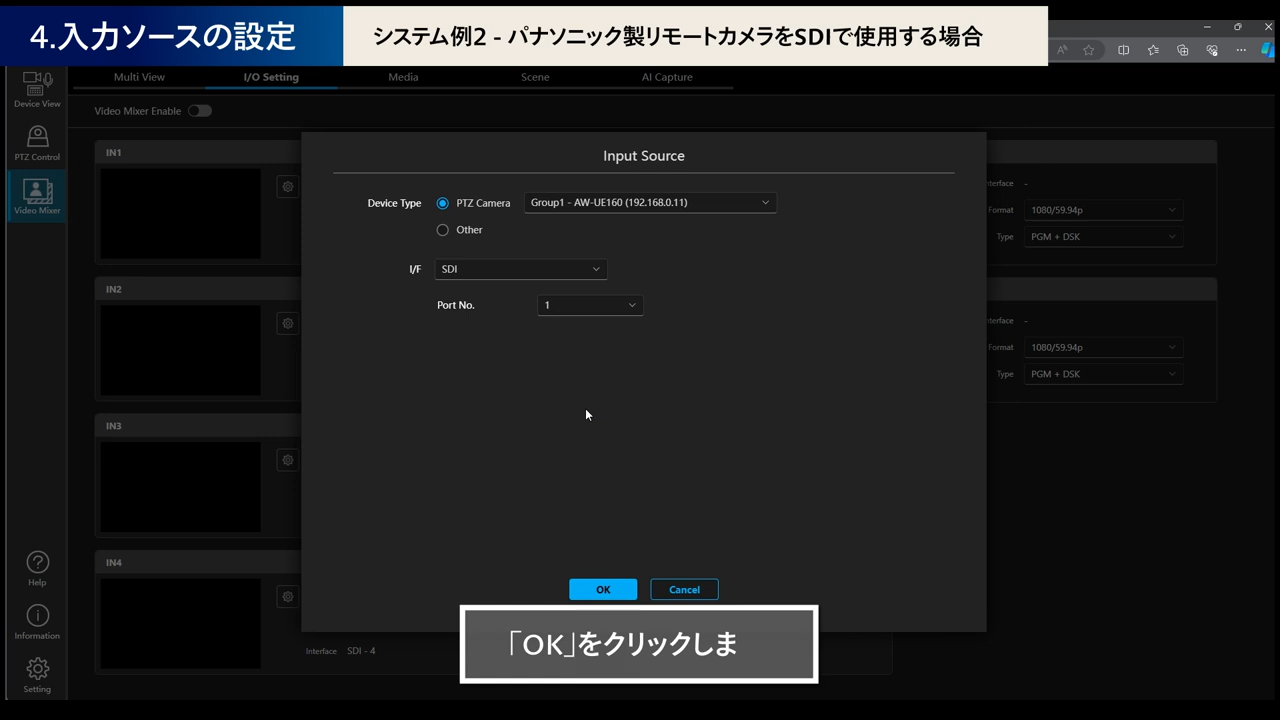 4.入力ソースの設定
システム例2 - パナソニック製リモートカメラをSDIで使用する場合
Device View
PTZ Control
Video Mixer
Help
Information
Setting
Multi View
I/O Setting
Media
Scene
AI Capture
Video Mixer Enable
IN1
IN2
IN3
IN4
Interface SDI - 4
Input Source
Device Type PTZ Camera Group1 - AW-UE160 (192.168.0.11)
Other
I/F SDI
Port No. 1
OK Cancel
nterface -
Format 1080/59.94p
Type PGM + DSK
nterface -
Format 1080/59.94p
Type PGM + DSK
「OK」をクリックしま